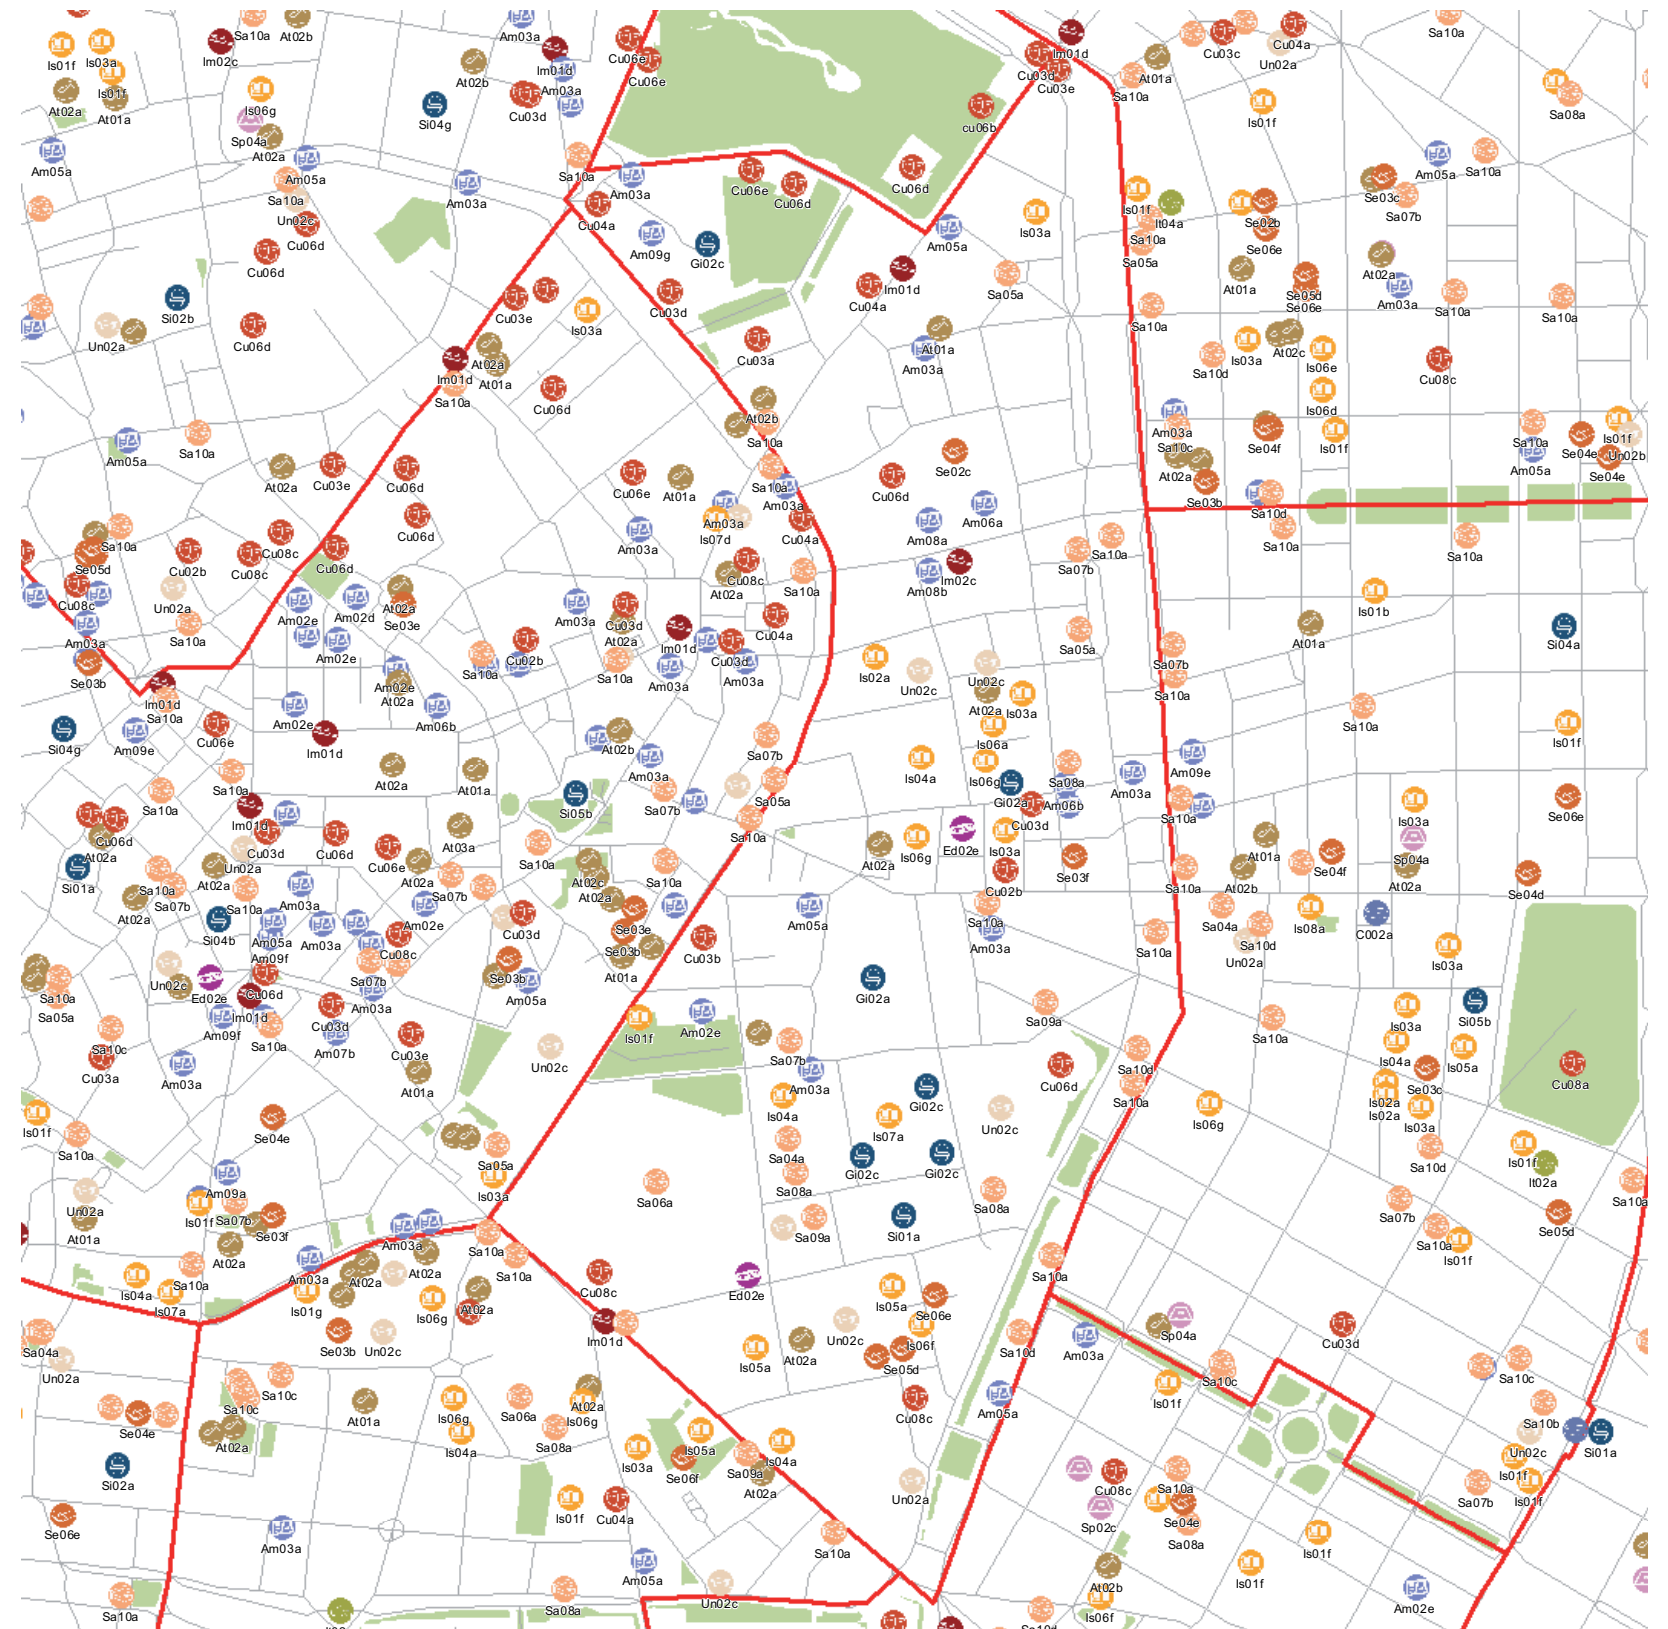 Sa10a
At02b
Am03a
Is01f
Is03a
Im02c
At02b
Im01d
Am03a
Cu06e
Cu06e
Cu03d
Im01d
Cu03e
At01a
Sa10a
Cu03c
Un02a
Cu04a
Sa10a
At02a
Is01f
At01a
Is06g
Sp04a
At02a
Si04g
Cu03d
cu06b
Is01f
Sa08a
Am05a
Am05a
Sa10a
Un02c
Cu06d
Cu06d
Am03a
Sa10a
Am03a
Cu04a
Cu06e
Cu06d
Cu06d
Am09g
Gi02c
Am05a
Is03a
Is01f
It04a
Sa10a
Sa05a
Se02b
Se06e
Am05a
Sa10a
Se03c
Sa07b
Si02b
Un02a
Cu06d
Cu03e
Is03a
Cu03d
Cu04a
Im01d
Sa05a
At01a
Se05d
Se06e
At02a
Am03a
Sa10a
Sa10a
Im01d
Sa10a
At02a
At01a
Cu06d
Cu03a
At01a
Am03a
Sa10a
Sa10d
Is03a
At02c
Is06e
Is06d
Cu08c
Am05a
Sa10a
At02b
Sa10a
Am03a
Sa10c
At02a
Se03b
Se04f
Is01f
Sa10a
Am05a
Se04e
Is01f
Un02b
Se04e
At02a
Cu03e
Cu06d
Cu06d
Cu06e
At01a
Sa10a
Am03a
Cu04a
Cu06d
Se02c
Am06a
Am08a
Sa10d
Sa10a
Sa10a
Sa10a
Se05d
Cu02b
Cu08c
Cu08c
Cu06d
Am03a
Am03a
Is07d
Cu08c
At02a
Sa10a
Am08b
Im02c
Sa07b
Sa10a
Cu08c
Am03a
Se03b
Un02a
Sa10a
Am02e
Am02d
Am02e
At02a
Se03e
Am03a
Cu03d
At02a
Im01d
Cu03d
Cu04a
Am03a
Sa05a
Is01b
At01a
Si04a
Im01d
Sa10a
Am02e
Am02e
At02a
Sa10a
Cu02b
Sa10a
Am03a
Is02a
Un02c
Un02c
Sa07b
Sa10a
Si04g
Am09e
Cu06e
Im01d
Am06b
At02b
Am03a
Sa07b
Is04a
At02a
Is03a
Is06a
Is06g
Sa10a
Is01f
Sa10a
Sa10a
Im01d
At02a
At01a
Si05b
Sa07b
Sa05a
Sa10a
Gi02a
Cu03d
Sa08a
Am06b
Am03a
Am09e
Sa10a
Is03a
Se06e
Cu06d
At02a
Si01a
Cu03d
Un02a
Cu06d
Cu06e
At03a
Sa10a
At02a
Is06g
Ed02e
Is03a
Cu02b
Se03f
At01a
At02b
Se04f
Sp04a
At02a
Se04d
Sa10a
Sa07b
At02a
At02a
Sa10a
Am03a
At02a
Sa07b
Am02e
At02c
At02a
Sa10a
Am05a
Sa10a
Am03a
Sa10a
Sa04a
Is08a
C002a
Si04b
Am05a
Am09f
Am03a
Cu08c
Cu03d
Se03e
Se03b
At01a
Cu03b
Sa10a
Sa10d
Un02a
Is03a
Sa10a
Sa05a
Un02c
Ed02e
Cu06d
Im01d
Am09f
Sa10a
Sa07b
Am03a
Se03b
Am05a
Gi02a
Sa09a
Sa10a
Is03a
Si05b
Sa10c
Cu03a
Am03a
Cu03d
Am07b
Cu03e
At01a
Un02c
Is01f
Am02e
Sa07b
Am03a
Cu06d
Sa10d
Sa10a
Is04a
Is05a
Se03c
Cu08a
Is01f
Sa10a
Se04e
Sa05a
Is03a
Is04a
Gi02c
Is07a
Un02c
Is06g
Is02a
Is02a
Is03a
Sa10d
Is01f
It02a
Un02a
At01a
Am09a
Is01f
Sa07b
Se03f
Sa06a
Sa04a
Sa08a
Gi02c
Gi02c
Sa08a
Sa07b
Sa10a
Se05d
Sa10a
Is04a
Is07a
Sa10a
At02a
Am03a
Am03a
At02a
At02a
Sa10a
Sa10a
Sa09a
Si01a
Sa10a
Is01f
Sa04a
Un02a
Is01g
Se03b
Un02c
Is06g
At02a
Cu08c
Im01d
Ed02e
Is05a
At02a
Un02c
Is05a
Se06e
Is06f
Se05d
Sa10d
Am03a
Sp04a
Cu03d
Se04e
Sa10c
Sa10c
At02a
At01a
Is06g
Is04a
Sa06a
At02a
Is06g
Sa08a
Cu08c
Am05a
Is01f
Sa10c
Sa10c
Sa10b
Si02a
Is03a
Is05a
Se06f
Sa09a
Is04a
At02a
Un02a
Cu08c
Sp02c
Sa10a
Se04e
Sa08a
Un02c
Is01f
Si01a
Sa07b
Is01f
Se06e
Am03a
Is01f
Cu04a
Sa10a
Is01f
Sa10a
Sa08a
Am05a
Un02c
At02b
Is06f
Is01f
Am02e